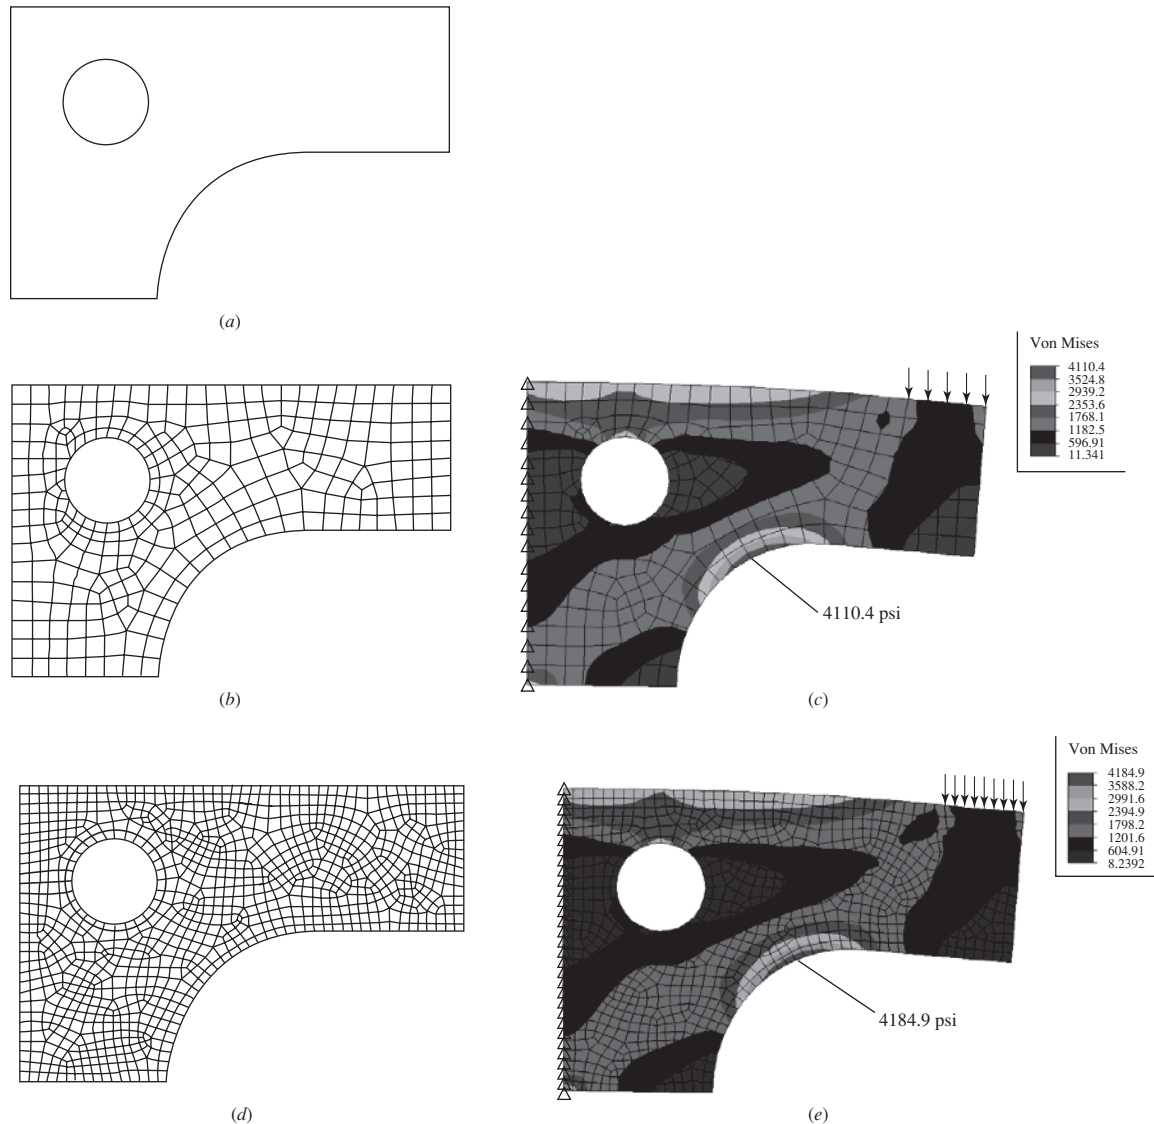 (a)
Von Mises
4110.4
3524.8
2939.2
2353.6
1768.1
1182.5
596.91
11.341
4110.4 psi
(b)
(c)
Von Mises
4184.9
3588.2
2991.6
2394.9
1798.2
1201.6
604.91
8.2392
4184.9 psi
(d)
(e)